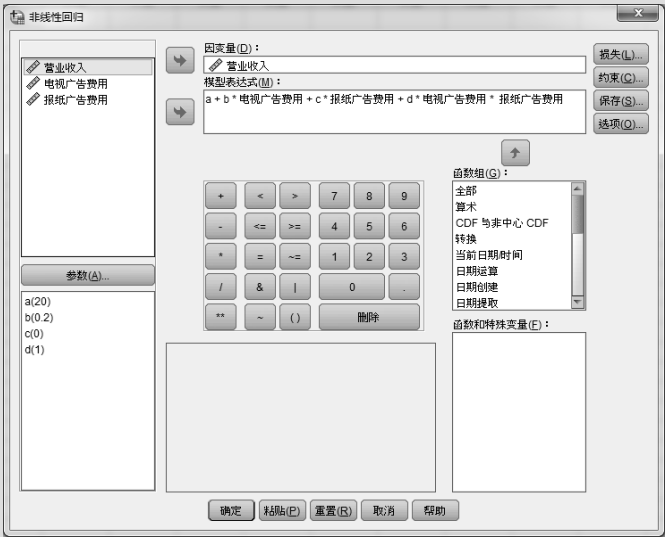 非线性回归
营业收入
电视广告费用
报纸广告费用
因变量(D)：
营业收入
模型表达式(M)：
a + b * 电视广告费用 + c * 报纸广告费用 + d * 电视广告费用 * 报纸广告费用
损失(L)...
约束(C)...
保存(S)...
选项(O)...
参数(A)...
a(20)
b(0.2)
c(0)
d(1)
+ < > 7 8 9
- <= >= 4 5 6
* = ~= 1 2 3
/ & | 0 .
** ~ ( ) 删除
函数组(G)：
全部
算术
CDF 与非中心 CDF
转换
当前日期/时间
日期运算
日期创建
日期提取
函数和特殊变量(F)：
确定 粘贴(P) 重置(R) 取消 帮助